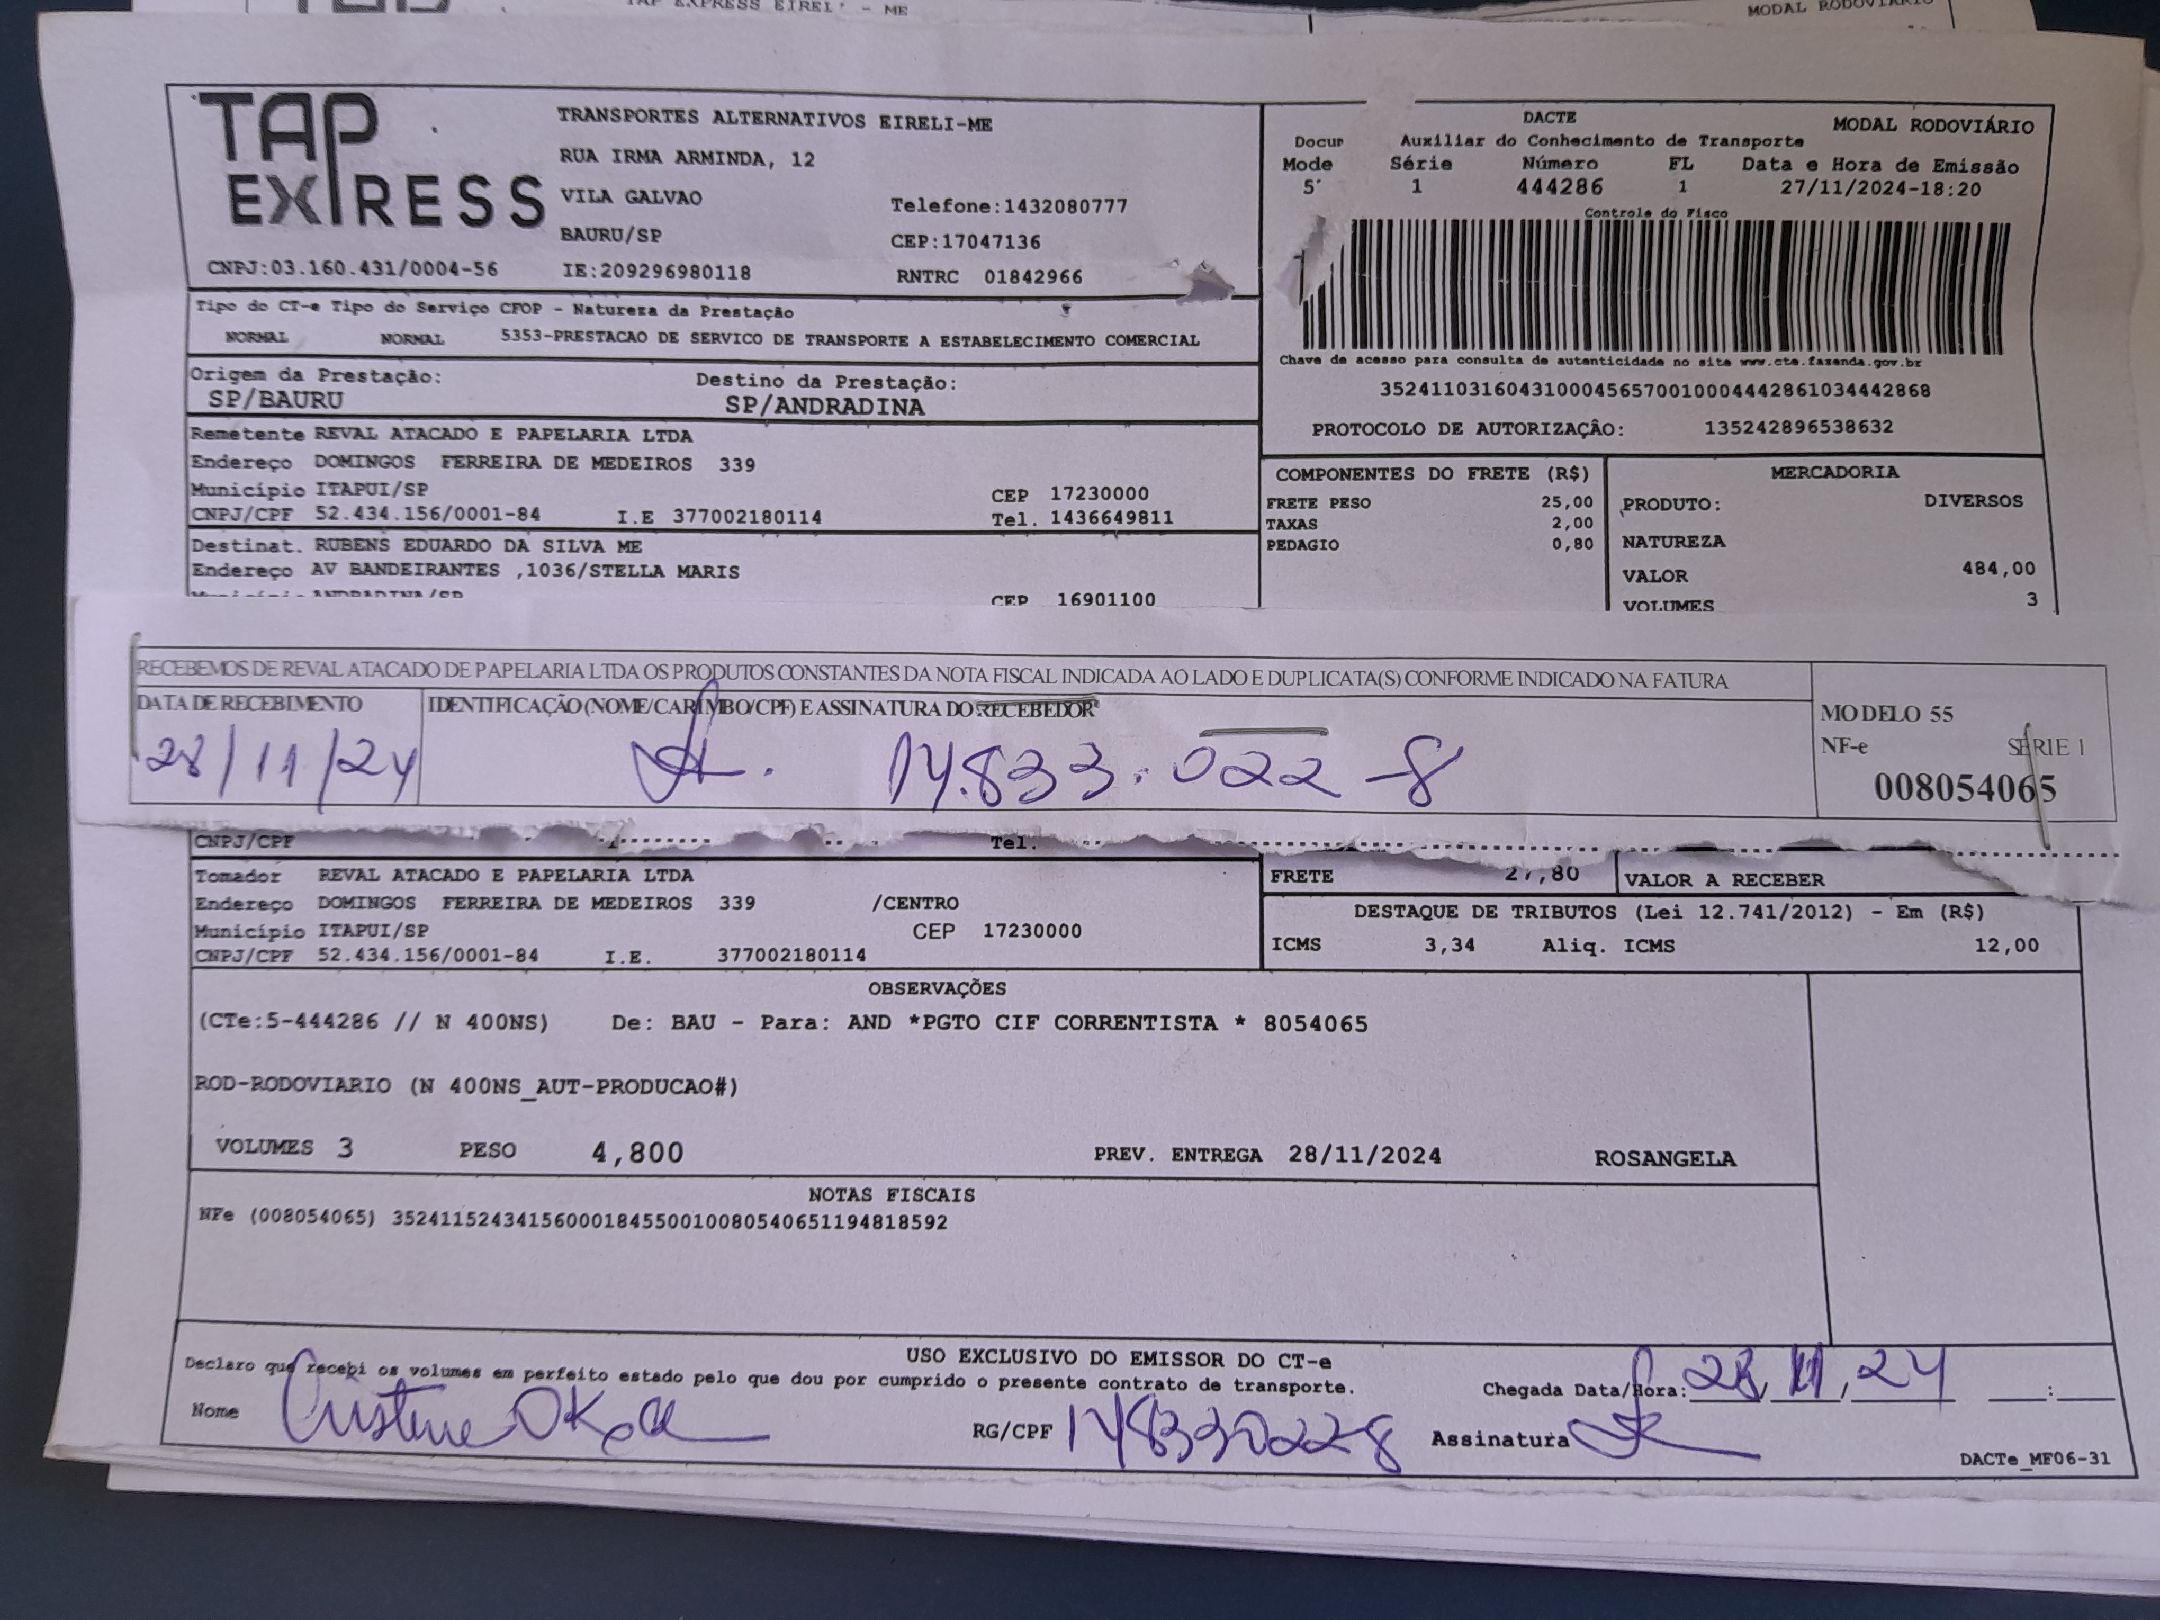 TAP EXPRESS EIRELI - ME
MODAL RODOVIÁRIO
TAP
EXPRESS
TRANSPORTES ALTERNATIVOS EIRELI-ME
RUA IRMA ARMINDA, 12
VILA GALVAO
Telefone:1432080777
BAURU/SP
CEP:17047136
CNPJ:03.160.431/0004-56
IE:209296980118
RNTRC 01842966
DACTE
MODAL RODOVIÁRIO
Auxiliar do Conhecimento de Transporte
Mode Série Número FL Data e Hora de Emissão
5 1 444286 1 27/11/2024-18:20
Controle do Fisco
Chave de acesso para consulta de autenticidade no site www.cte.fazenda.gov.br
35241103160431000456570010004442861034442868
PROTOCOLO DE AUTORIZAÇÃO: 135242896538632
Tipo do CT-e Tipo do Serviço CFOP - Natureza da Prestação
NORMAL NORMAL 5353-PRESTACAO DE SERVICO DE TRANSPORTE A ESTABELECIMENTO COMERCIAL
Origem da Prestação: Destino da Prestação:
SP/BAURU SP/ANDRADINA
Remetente REVAL ATACADO E PAPELARIA LTDA
Endereço DOMINGOS FERREIRA DE MEDEIROS 339
Município ITAPUI/SP CEP 17230000
CNPJ/CPF 52.434.156/0001-84 I.E 377002180114 Tel. 1436649811
Destinat. RUBENS EDUARDO DA SILVA ME
Endereço AV BANDEIRANTES ,1036/STELLA MARIS
Município ANDRADINA/SP CEP 16901100
COMPONENTES DO FRETE (R$)
FRETE PESO 25,00
TAXAS 2,00
PEDAGIO 0,80
MERCADORIA
PRODUTO: DIVERSOS
NATUREZA
VALOR 484,00
VOLUMES 3
RECEBEMOS DE REVAL ATACADO DE PAPELARIA LTDA OS PRODUTOS CONSTANTES DA NOTA FISCAL INDICADA AO LADO E DUPLICATA(S) CONFORME INDICADO NA FATURA
DATA DE RECEBIMENTO
IDENTIFICAÇÃO (NOME/CARIMBO/CPF) E ASSINATURA DO RECEBEDOR
28/11/24
14.833.022-8
MODELO 55
NF-e SÉRIE 1
008054065
CNPJ/CPF Tel.
Tomador REVAL ATACADO E PAPELARIA LTDA
Endereço DOMINGOS FERREIRA DE MEDEIROS 339 /CENTRO
Município ITAPUI/SP CEP 17230000
CNPJ/CPF 52.434.156/0001-84 I.E. 377002180114
FRETE 27,80
VALOR A RECEBER
DESTAQUE DE TRIBUTOS (Lei 12.741/2012) - Em (R$)
ICMS 3,34 Aliq. ICMS 12,00
OBSERVAÇÕES
(CTe:5-444286 // N 400NS) De: BAU - Para: AND *PGTO CIF CORRENTISTA * 8054065
ROD-RODOVIARIO (N 400NS_AUT-PRODUCAO#)
VOLUMES 3 PESO 4,800 PREV. ENTREGA 28/11/2024 ROSANGELA
NOTAS FISCAIS
NFe (008054065) 35241152434156000184550010080540651194818592
USO EXCLUSIVO DO EMISSOR DO CT-e
Declaro que recebi os volumes em perfeito estado pelo que dou por cumprido o presente contrato de transporte.
Chegada Data/Hora: 28/11/24 :
Nome RG/CPF 148330228 Assinatura
DACTe_MF06-31